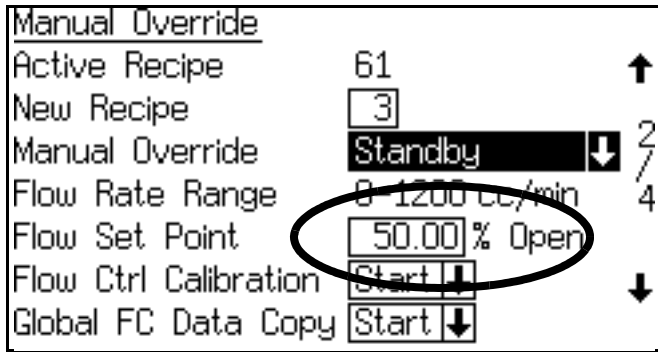 Manual Override
Active Recipe 61
New Recipe 3
Manual Override Standby
Flow Rate Range 0-1200 cc/min
Flow Set Point 50.00 % Open
Flow Ctrl Calibration Start
Global FC Data Copy Start
2/4